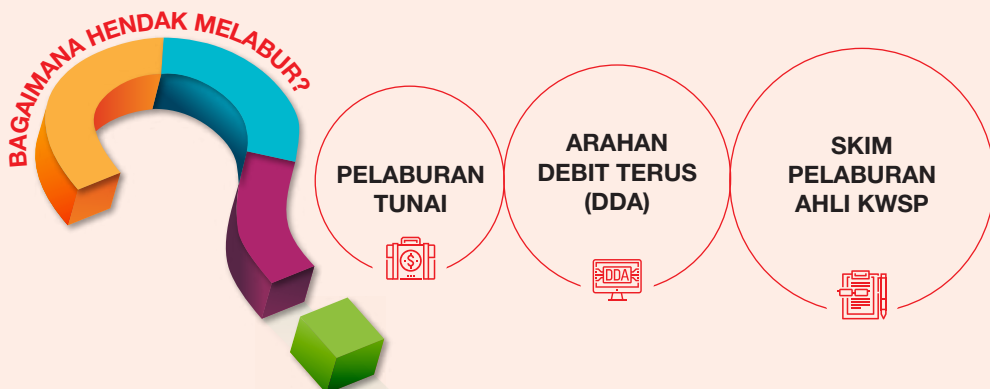 BAGAIMANA HENDAK MELABUR?
PELABURAN
TUNAI
ARAHAN
DEBIT TERUS
(DDA)
DDA
SKIM
PELABURAN
AHLI KWSP